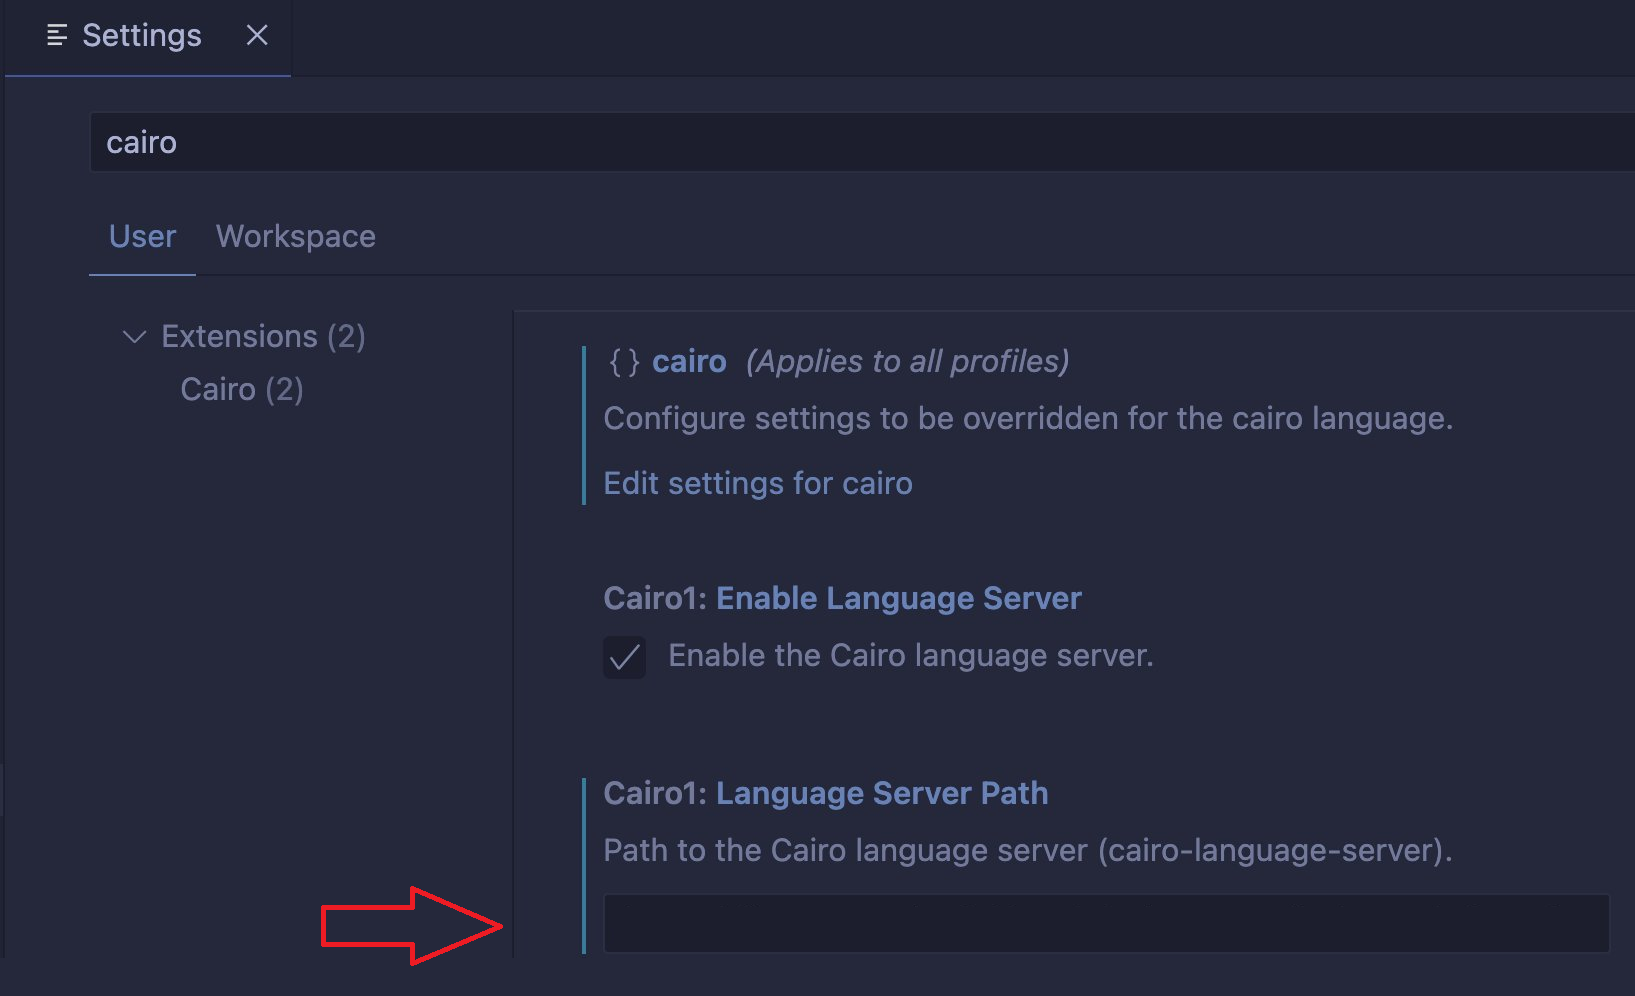 Settings
cairo
User Workspace
Extensions (2)
Cairo (2)
{} cairo (Applies to all profiles)
Configure settings to be overridden for the cairo language.
Edit settings for cairo
Cairo1: Enable Language Server
Enable the Cairo language server.
Cairo1: Language Server Path
Path to the Cairo language server (cairo-language-server).